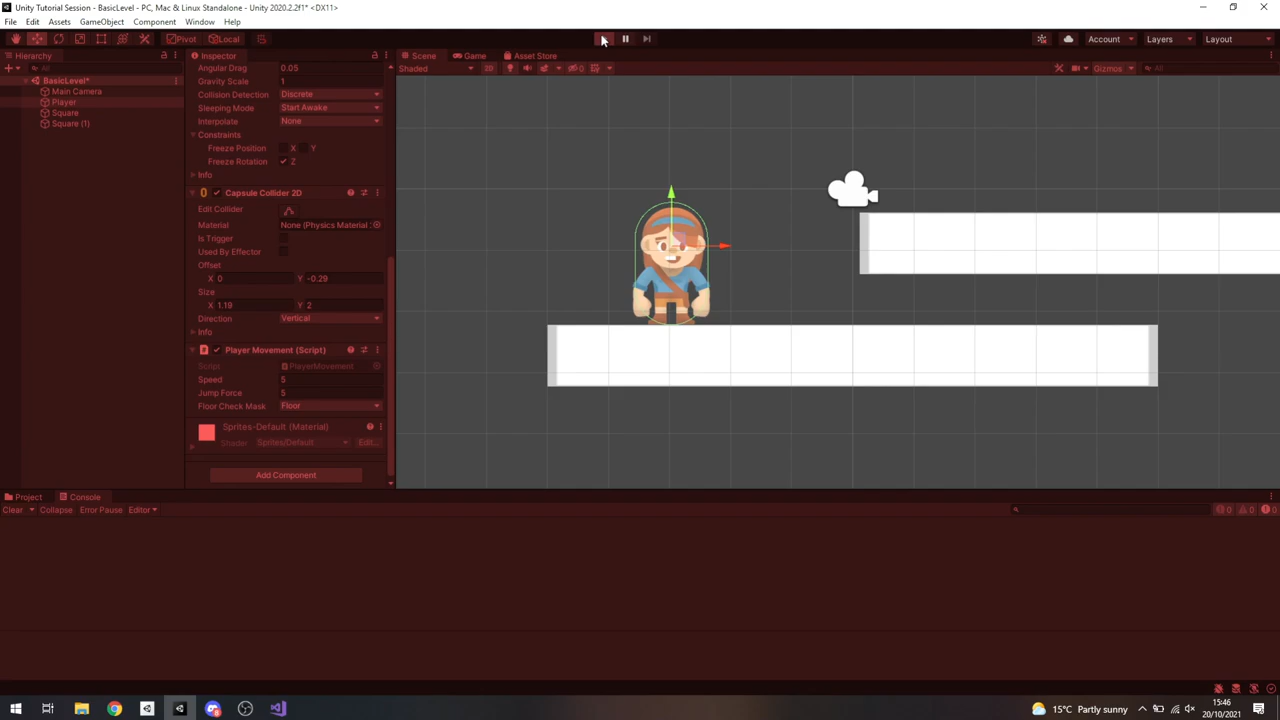 Unity Tutorial Session - BasicLevel - PC, Mac & Linux Standalone - Unity 2020.2.2f1* <DX11>
File Edit Assets GameObject Component Window Help
Pivot Local Account Layers Layout
Hierarchy Inspector Scene Game Asset Store
All Angular Drag 0.05 Shaded 2D 0 Gizmos All
BasicLevel* Gravity Scale 1
Main Camera Collision Detection Discrete
Player Sleeping Mode Start Awake
Square Interpolate None
Square (1) Constraints
Freeze Position X Y
Freeze Rotation Z
Info
Capsule Collider 2D
Edit Collider
Material None (Physics Material
Is Trigger
Used By Effector
Offset
X 0 Y -0.29
Size
X 1.19 Y 2
Direction Vertical
Info
Player Movement (Script)
Script PlayerMovement
Speed 5
Jump Force 5
Floor Check Mask Floor
Sprites-Default (Material)
Shader Sprites/Default Edit...
Add Component
Project Console
Clear Collapse Error Pause Editor 0 0 0
15°C Partly sunny 15:46
20/10/2021